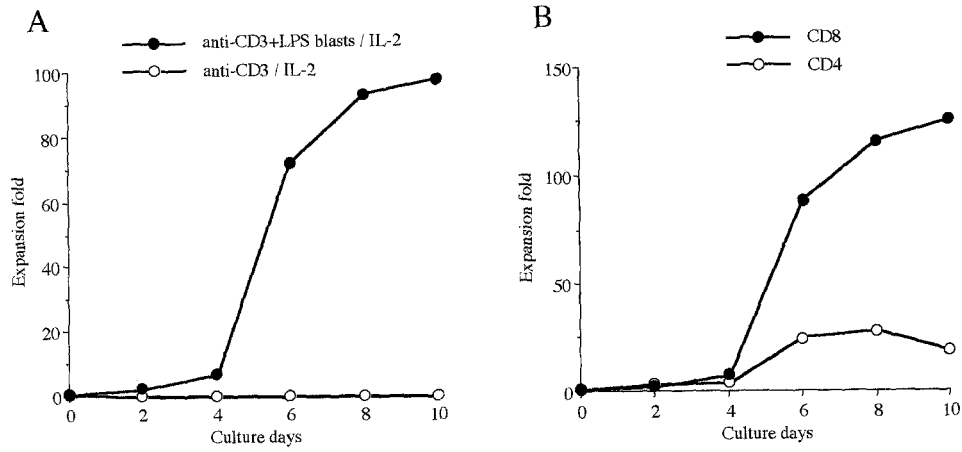 A
anti-CD3+LPS blasts / IL-2
anti-CD3 / IL-2
100
80
60
40
20
0
Expansion fold
0 2 4 6 8 10
Culture days
B
CD8
CD4
150
100
50
0
Expansion fold
0 2 4 6 8 10
Culture days